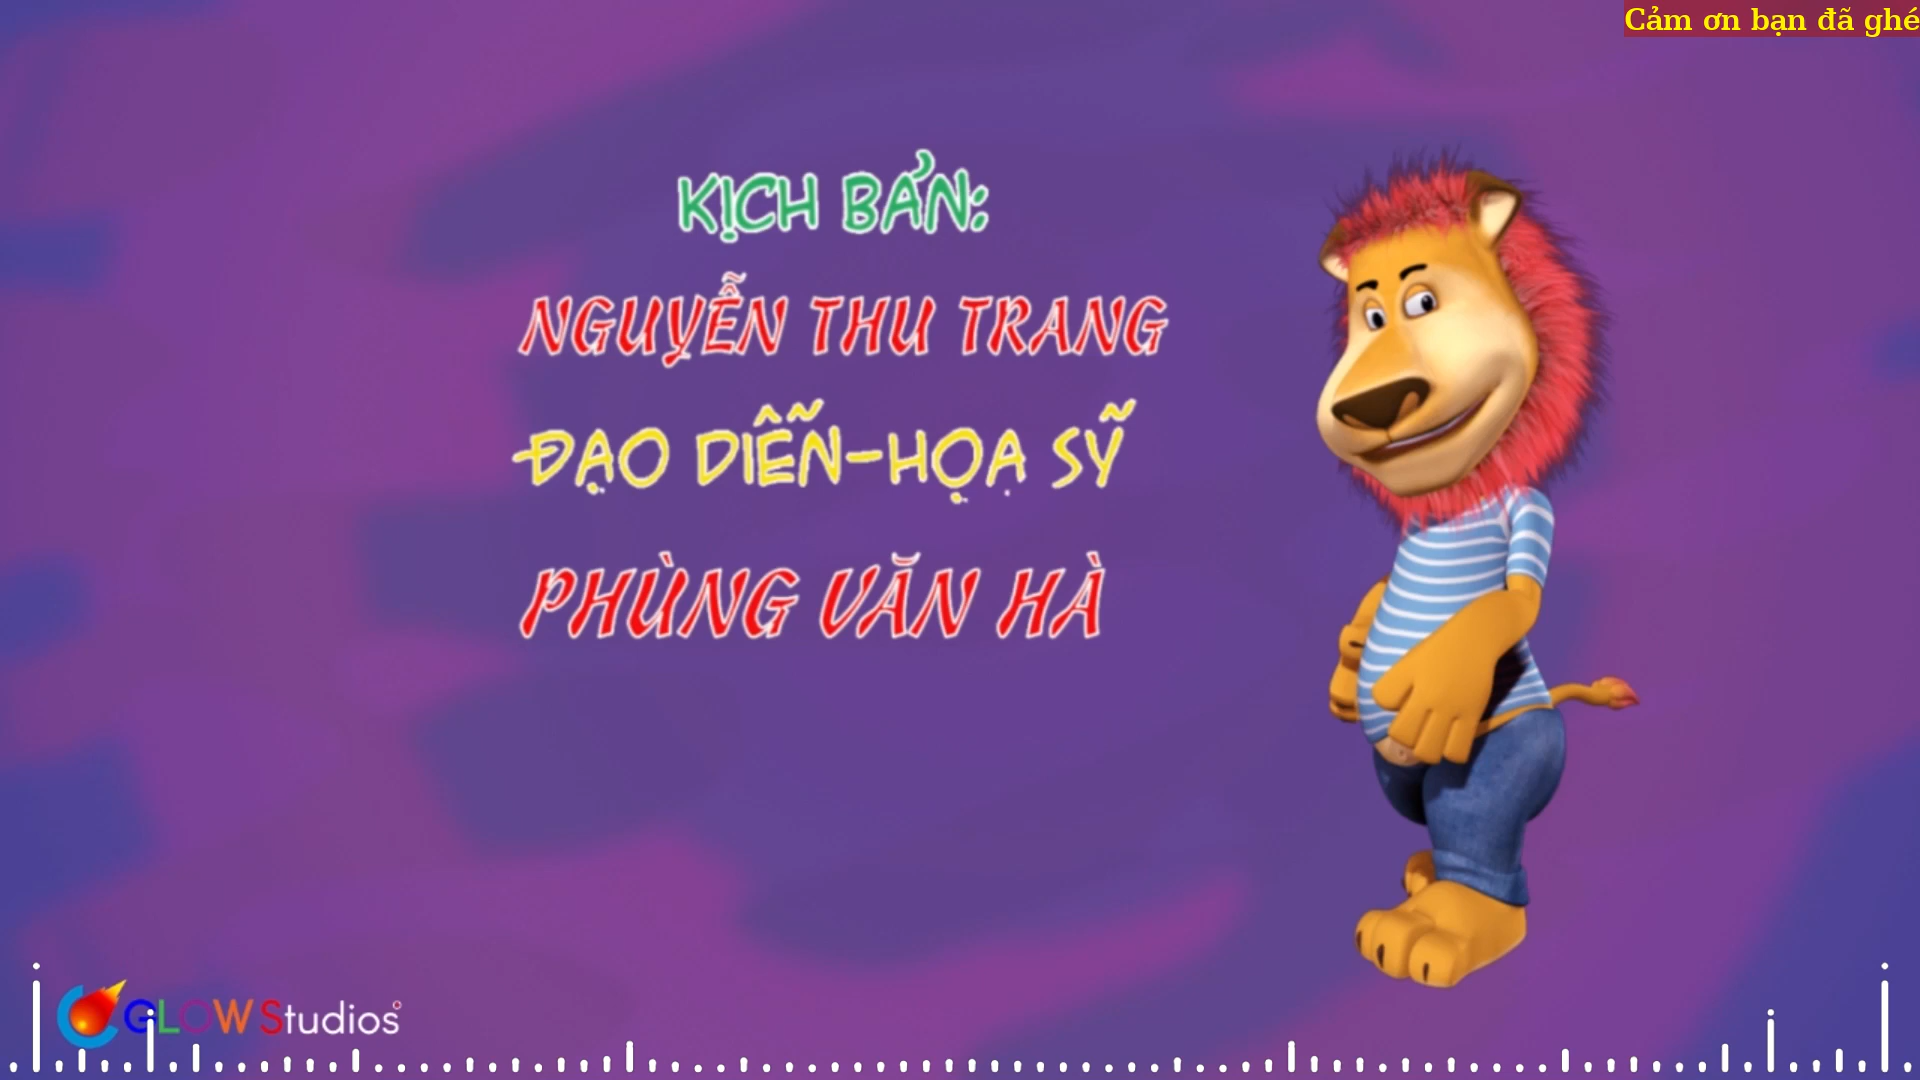 Cảm ơn bạn đã ghé
KỊCH BẢN:
NGUYỄN THU TRANG
ĐẠO DIỄN-HỌA SỸ
PHÙNG VĂN HÀ
GLOW Studios